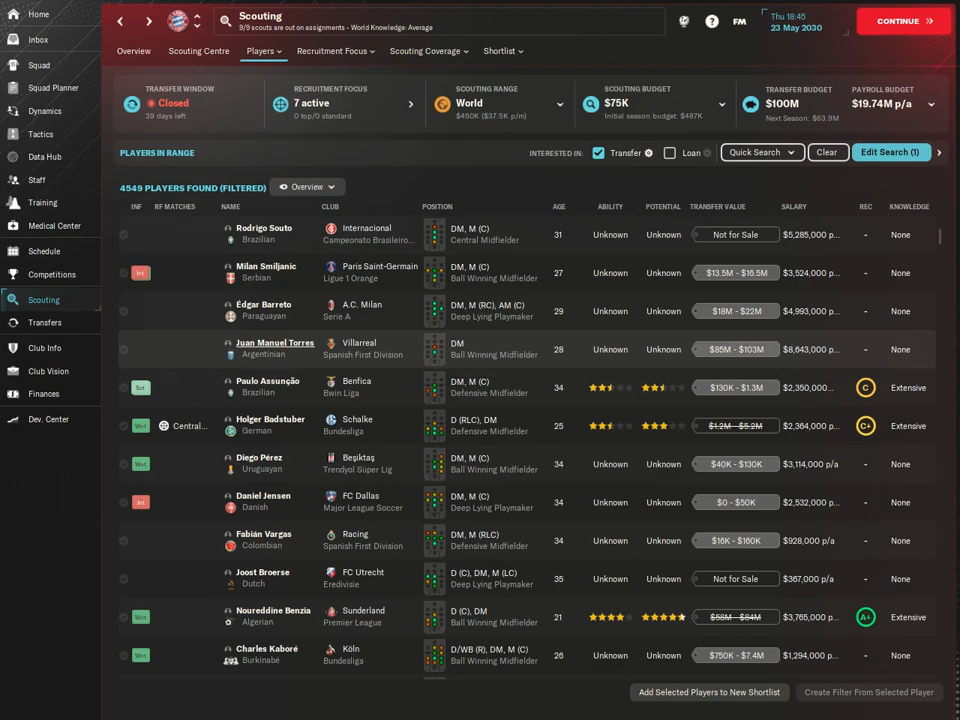 Home
Inbox
Squad
Squad Planner
Dynamics
Tactics
Data Hub
Staff
Training
Medical Center
Schedule
Competitions
Scouting
Transfers
Club Info
Club Vision
Finances
Dev. Center
Scouting
9/9 scouts are out on assignments - World Knowledge: Average
? FM
Thu 18:45
23 May 2030
CONTINUE
Overview Scouting Centre Players Recruitment Focus Scouting Coverage Shortlist
TRANSFER WINDOW
Closed
39 days left
RECRUITMENT FOCUS
7 active
0 top/0 standard
SCOUTING RANGE
World
$450K ($37.5K p/m)
SCOUTING BUDGET
$75K
Initial season budget: $487K
TRANSFER BUDGET
$100M
Next Season: $63.9M
PAYROLL BUDGET
$19.74M p/a
PLAYERS IN RANGE
INTERESTED IN: Transfer Loan Quick Search Clear Edit Search (1)
4549 PLAYERS FOUND (FILTERED) Overview
INF RF MATCHES NAME CLUB POSITION AGE ABILITY POTENTIAL TRANSFER VALUE SALARY REC KNOWLEDGE
Rodrigo Souto Internacional DM, M (C) 31 Unknown Unknown Not for Sale $5,285,000 p... - None
Brazilian Campeonato Brasileiro... Central Midfielder
Int Milan Smiljanic Paris Saint-Germain DM, M (C) 27 Unknown Unknown $13.5M - $16.5M $3,524,000 p... - None
Serbian Ligue 1 Orange Ball Winning Midfielder
Édgar Barreto A.C. Milan DM, M (RC), AM (C) 29 Unknown Unknown $18M - $22M $4,993,000 p... - None
Paraguayan Serie A Deep Lying Playmaker
Juan Manuel Torres Villarreal DM 28 Unknown Unknown $85M - $103M $8,643,000 p... - None
Argentinian Spanish First Division Ball Winning Midfielder
Sct Paulo Assunção Benfica DM, M (C) 34 $130K - $1.3M $2,350,000... C Extensive
Brazilian Bwin Liga Defensive Midfielder
Wnt Central... Holger Badstuber Schalke D (RLC), DM 25 $1.2M - $5.2M $2,364,000 p... C+ Extensive
German Bundesliga Defensive Midfielder
Wnt Diego Pérez Beşiktaş DM, M (C) 34 Unknown Unknown $40K - $130K $3,114,000 p/a - None
Uruguayan Trendyol Süper Lig Ball Winning Midfielder
Int Daniel Jensen FC Dallas DM, M (C) 34 Unknown Unknown $0 - $50K $2,532,000 p/a - None
Danish Major League Soccer Deep Lying Playmaker
Fabián Vargas Racing DM, M (RLC) 34 Unknown Unknown $16K - $160K $928,000 p/a - None
Colombian Spanish First Division Defensive Midfielder
Joost Broerse FC Utrecht D (C), DM, M (LC) 35 Unknown Unknown Not for Sale $367,000 p/a - None
Dutch Eredivisie Deep Lying Playmaker
Wnt Noureddine Benzia Sunderland D (C), DM 21 $58M - $84M $3,765,000 p/a A+ Extensive
Algerian Premier League Ball Winning Midfielder
Wnt Charles Kaboré Köln D/WB (R), DM, M (C) 26 Unknown Unknown $750K - $7.4M $1,294,000 p/a - None
Burkinabé Bundesliga Ball Winning Midfielder
Add Selected Players to New Shortlist Create Filter From Selected Player